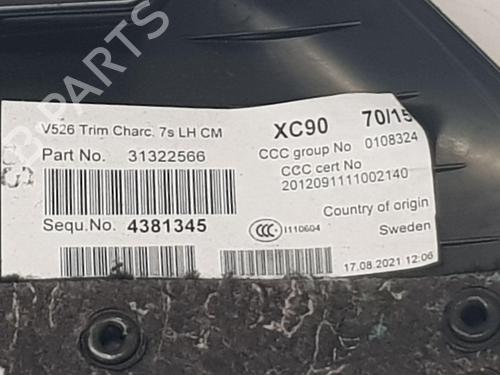 B-PARTS
V526 Trim Charc. 7s LH CM
Part No. 31322566
Sequ.No. 4381345
XC90 70/15
CCC group No 0108324
CCC cert No
2012091111002140
CCC I110604
Country of origin
Sweden
17.08.2021 12:06